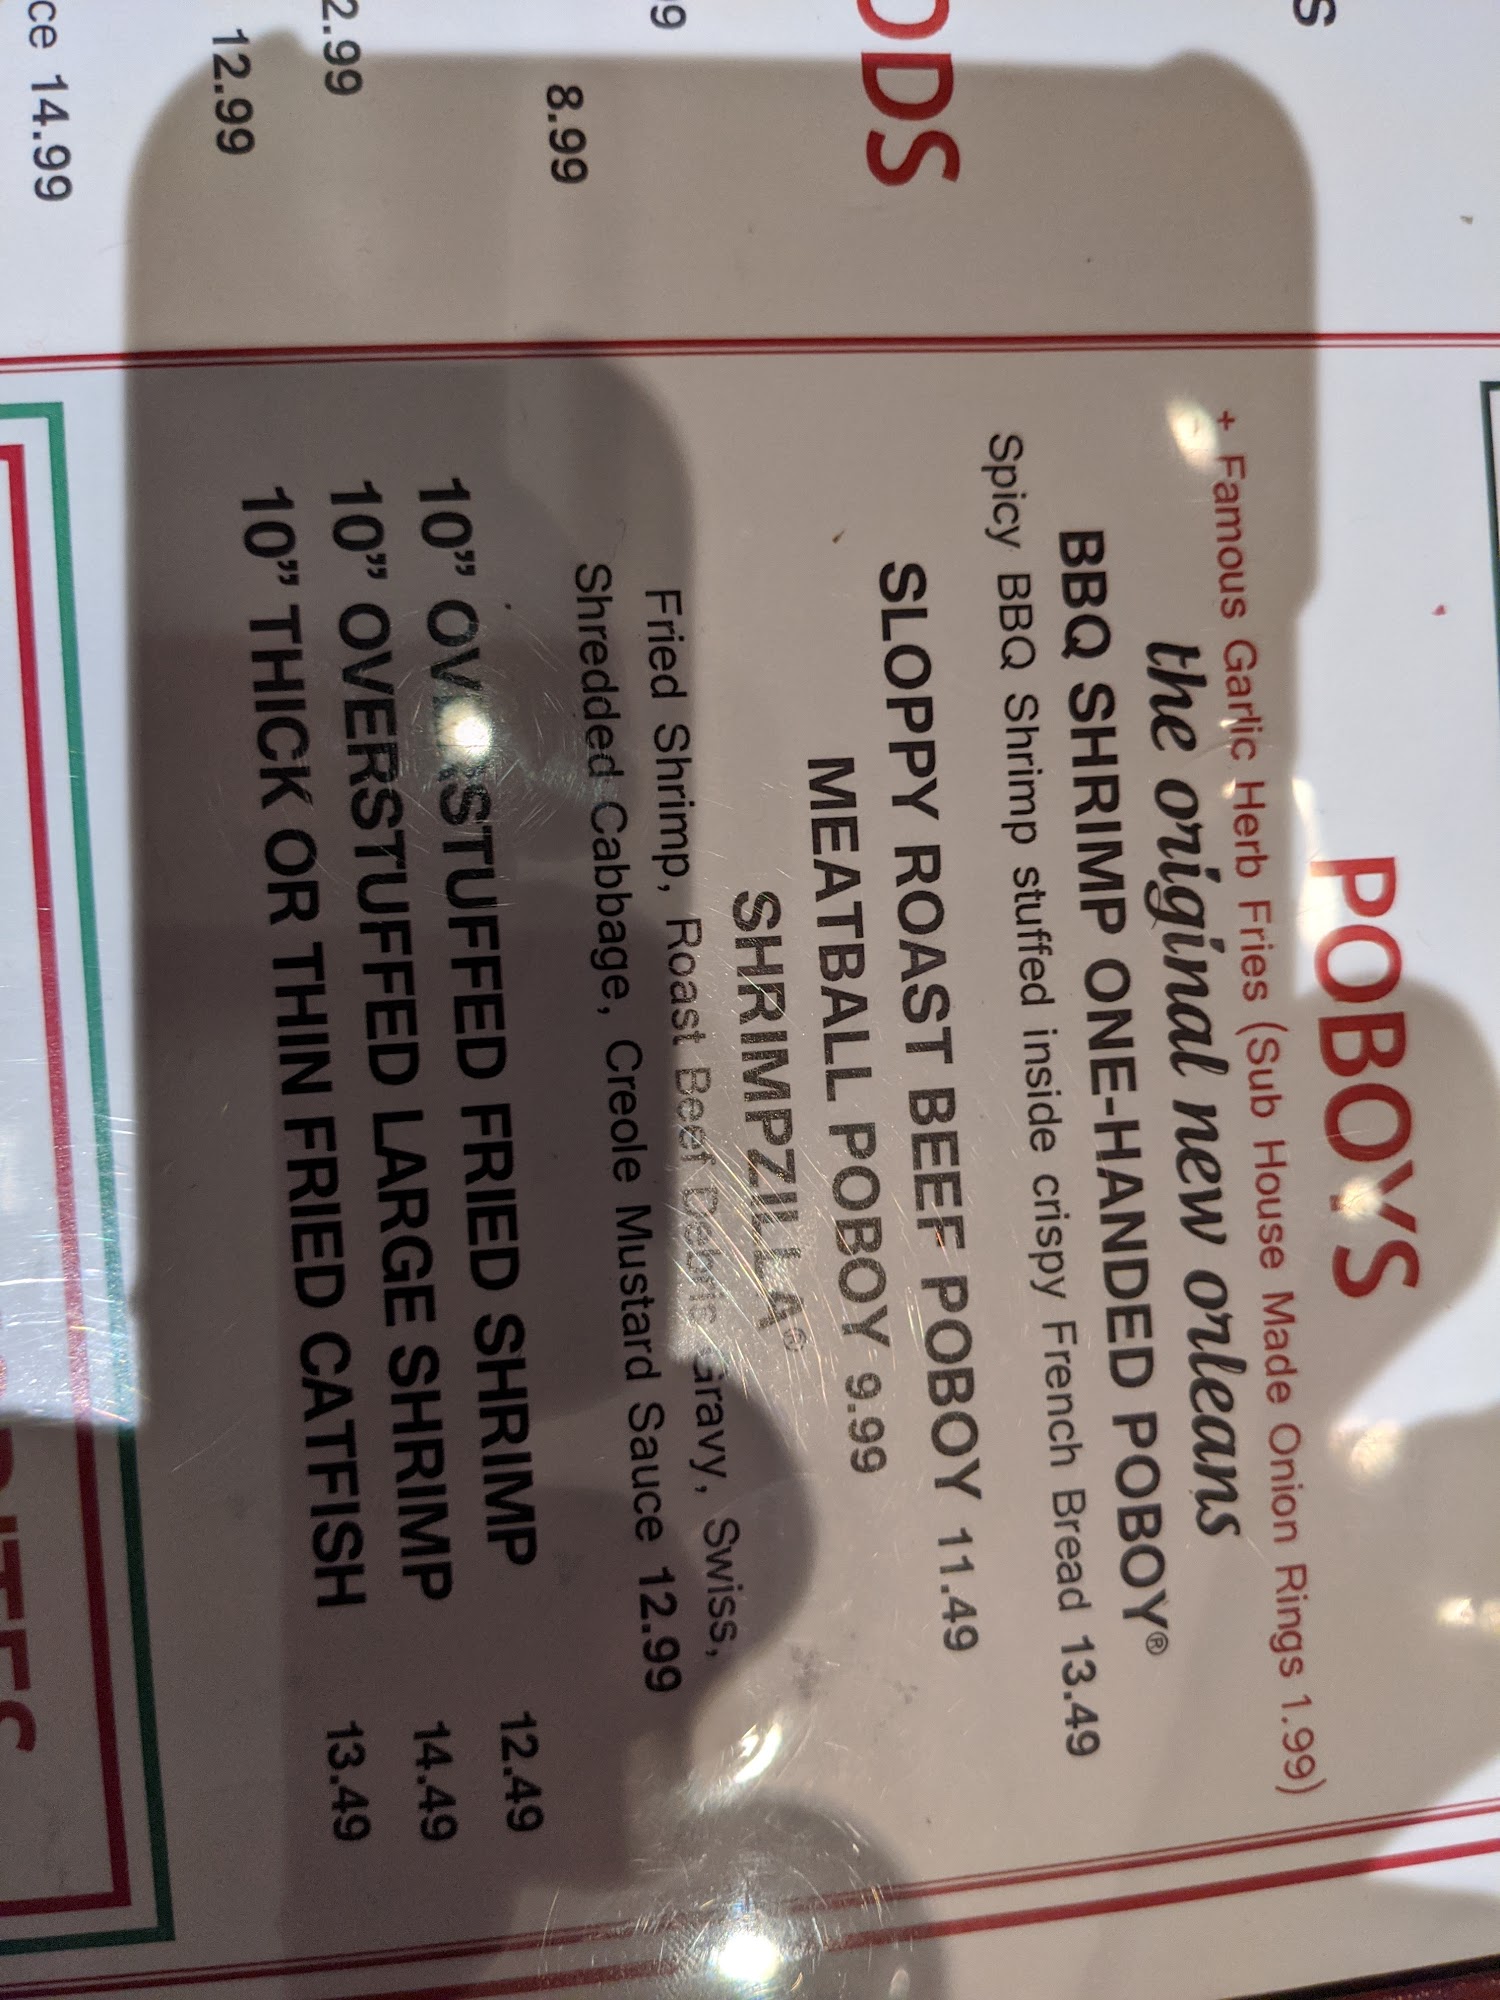 POBOYS
+ Famous Garlic Herb Fries (Sub House Made Onion Rings 1.99)
the original new orleans
BBQ SHRIMP ONE-HANDED POBOY®
Spicy BBQ Shrimp stuffed inside crispy French Bread 13.49
SLOPPY ROAST BEEF POBOY 11.49
MEATBALL POBOY 9.99
SHRIMPZILLA®
Fried Shrimp, Roast Beef Debris Gravy, Swiss,
Shredded Cabbage, Creole Mustard Sauce 12.99
10” OVERSTUFFED FRIED SHRIMP 12.49
10” OVERSTUFFED LARGE SHRIMP 14.49
10” THICK OR THIN FRIED CATFISH 13.49
8.99
2.99
12.99
14.99